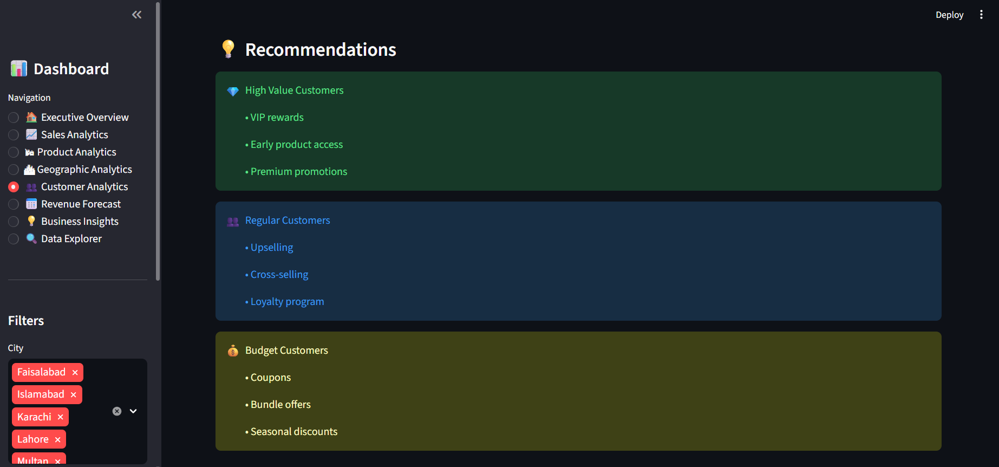 Deploy
Dashboard
Navigation
Executive Overview
Sales Analytics
Product Analytics
Geographic Analytics
Customer Analytics
Revenue Forecast
Business Insights
Data Explorer
Filters
City
Faisalabad
Islamabad
Karachi
Lahore
Multan
Recommendations
High Value Customers
• VIP rewards
• Early product access
• Premium promotions
Regular Customers
• Upselling
• Cross-selling
• Loyalty program
Budget Customers
• Coupons
• Bundle offers
• Seasonal discounts